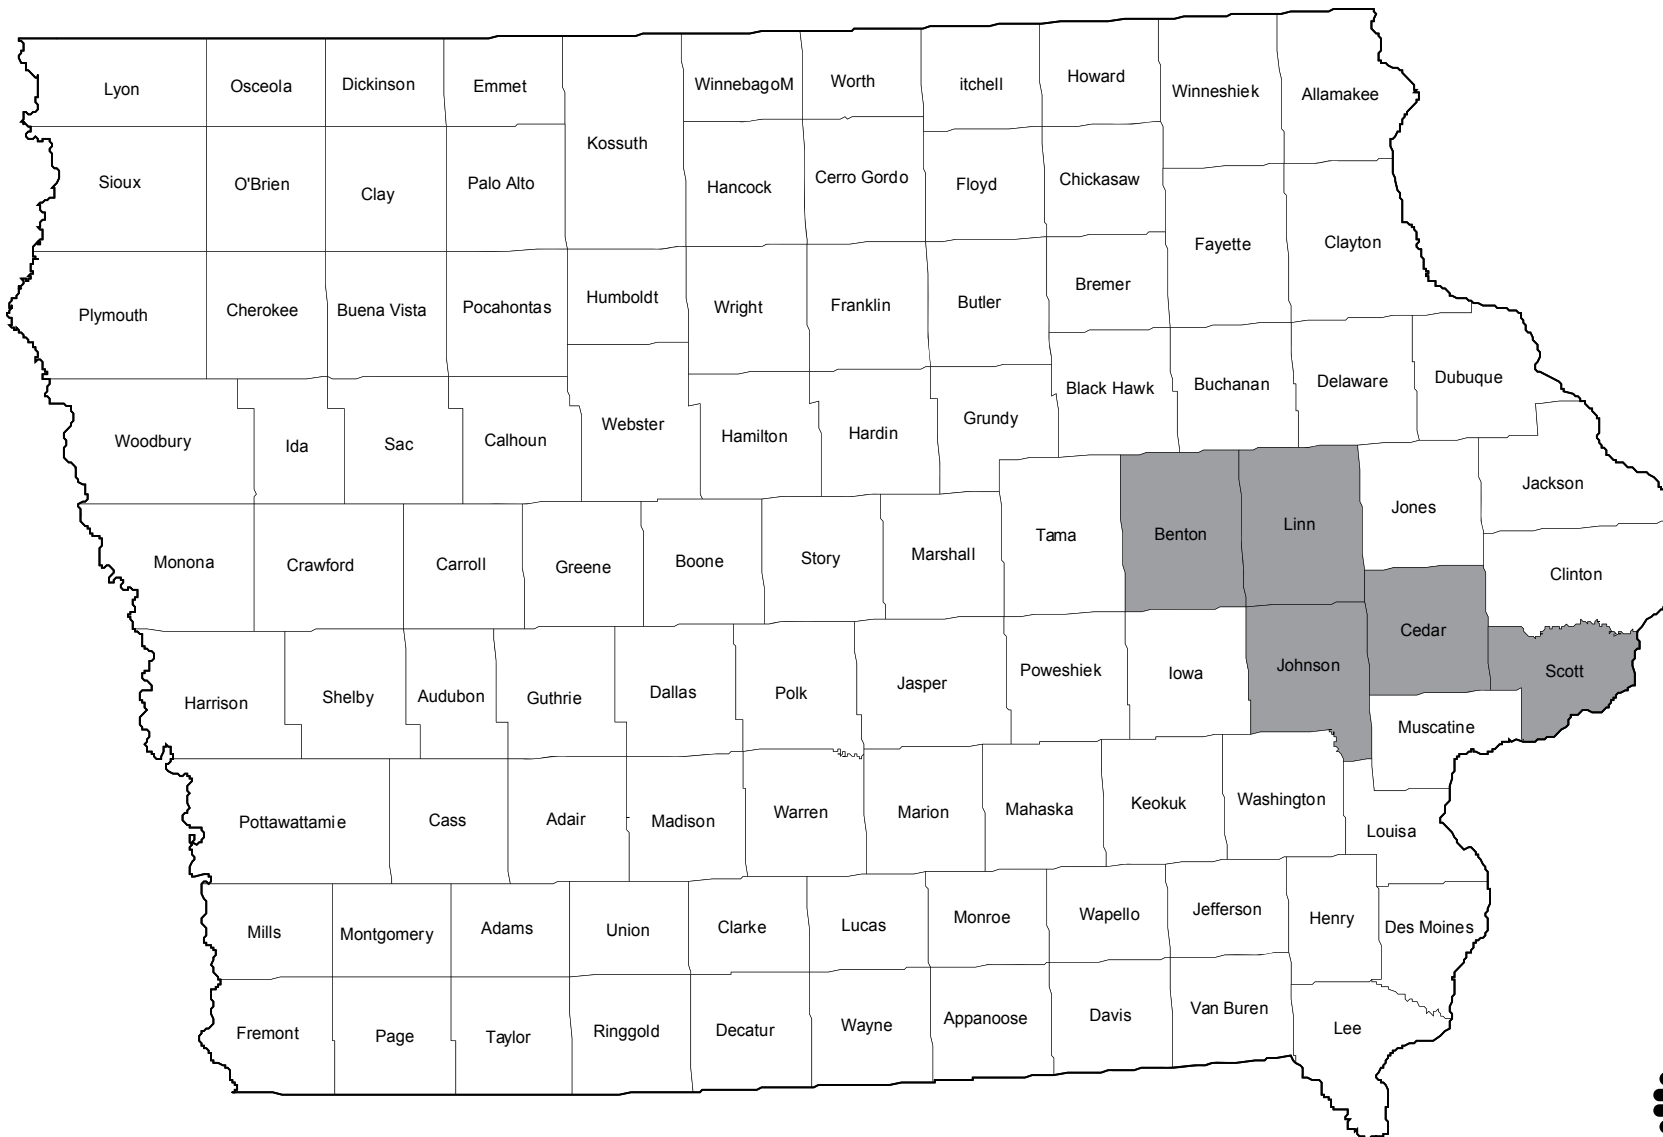 Lyon
Osceola
Dickinson
Emmet
Kossuth
WinnebagoM
Worth
itchell
Howard
Winneshiek
Allamakee
Sioux
O'Brien
Clay
Palo Alto
Hancock
Cerro Gordo
Floyd
Chickasaw
Fayette
Clayton
Plymouth
Cherokee
Buena Vista
Pocahontas
Humboldt
Wright
Franklin
Butler
Bremer
Woodbury
Ida
Sac
Calhoun
Webster
Hamilton
Hardin
Grundy
Black Hawk
Buchanan
Delaware
Dubuque
Monona
Crawford
Carroll
Greene
Boone
Story
Marshall
Tama
Benton
Linn
Jones
Jackson
Clinton
Harrison
Shelby
Audubon
Guthrie
Dallas
Polk
Jasper
Poweshiek
Iowa
Johnson
Cedar
Scott
Muscatine
Pottawattamie
Cass
Adair
Madison
Warren
Marion
Mahaska
Keokuk
Washington
Louisa
Mills
Montgomery
Adams
Union
Clarke
Lucas
Monroe
Wapello
Jefferson
Henry
Des Moines
Fremont
Page
Taylor
Ringgold
Decatur
Wayne
Appanoose
Davis
Van Buren
Lee